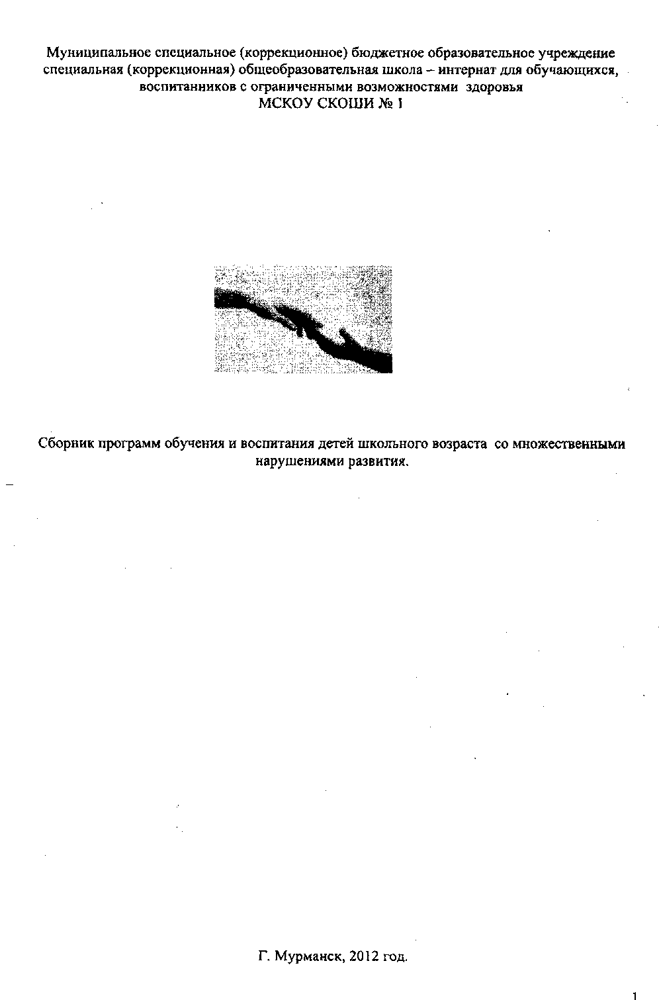 Муниципальное специальное (коррекционное) бюджетное образовательное учреждение
специальная (коррекционная) общеобразовательная школа – интернат для обучающихся,
воспитанников с ограниченными возможностями здоровья
МСКОУ СКОШИ № 1
Сборник программ обучения и воспитания детей школьного возраста со множественными
нарушениями развития.
Г. Мурманск, 2012 год.
1